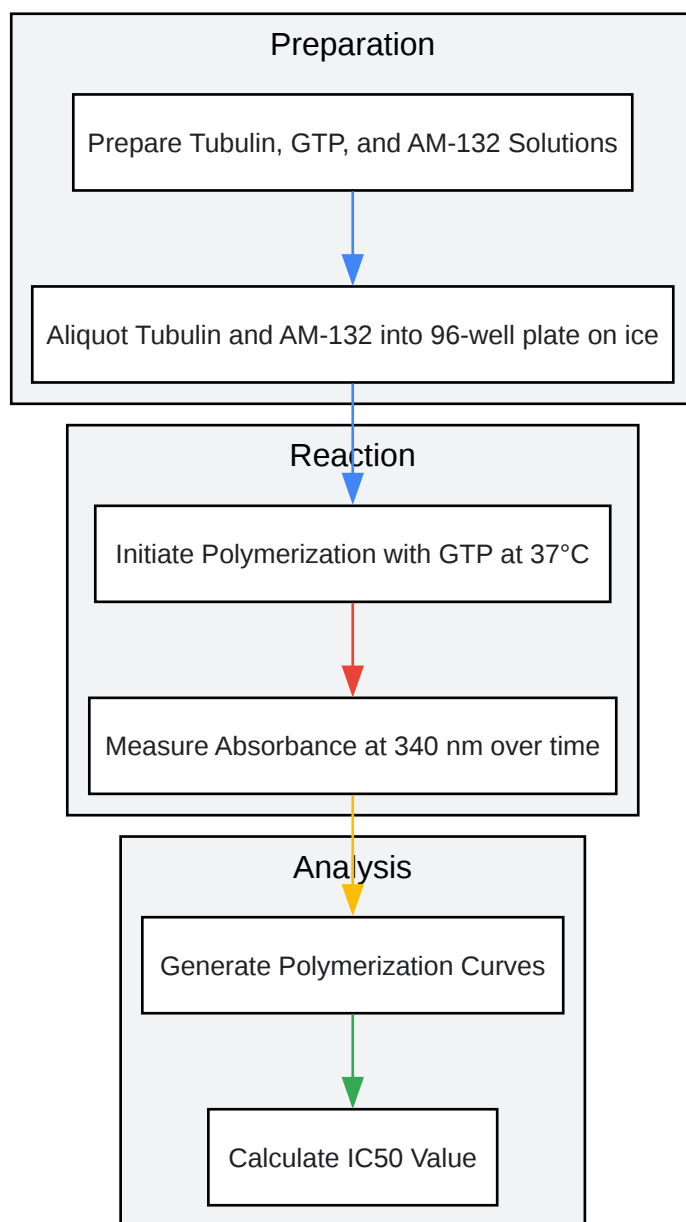 Preparation
Prepare Tubulin, GTP, and AM-132 Solutions
Aliquot Tubulin and AM-132 into 96-well plate on ice
Reaction
Initiate Polymerization with GTP at 37°C
Measure Absorbance at 340 nm over time
Analysis
Generate Polymerization Curves
Calculate IC50 Value